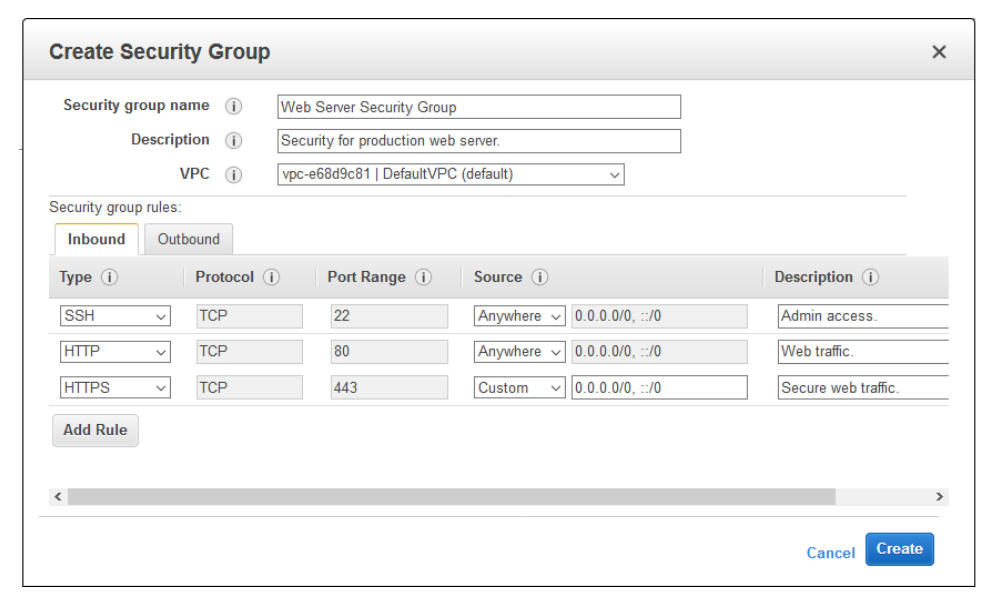 Create Security Group ×
Security group name i Web Server Security Group
Description i Security for production web server.
VPC i vpc-e68d9c81 | DefaultVPC (default)
Security group rules:
Inbound Outbound
Type i Protocol i Port Range i Source i Description i
SSH TCP 22 Anywhere 0.0.0.0/0, ::/0 Admin access.
HTTP TCP 80 Anywhere 0.0.0.0/0, ::/0 Web traffic.
HTTPS TCP 443 Custom 0.0.0.0/0, ::/0 Secure web traffic.
Add Rule
Cancel Create